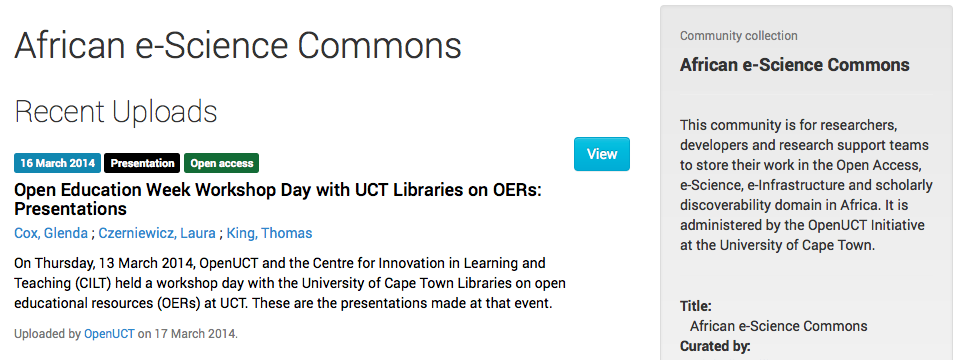 African e-Science Commons
Recent Uploads
16 March 2014 Presentation Open access
View
Open Education Week Workshop Day with UCT Libraries on OERs:
Presentations
Cox, Glenda ; Czerniewicz, Laura ; King, Thomas
On Thursday, 13 March 2014, OpenUCT and the Centre for Innovation in Learning and
Teaching (CILT) held a workshop day with the University of Cape Town Libraries on open
educational resources (OERs) at UCT. These are the presentations made at that event.
Uploaded by OpenUCT on 17 March 2014.
Community collection
African e-Science Commons
This community is for researchers,
developers and research support teams
to store their work in the Open Access,
e-Science, e-Infrastructure and scholarly
discoverability domain in Africa. It is
administered by the OpenUCT Initiative
at the University of Cape Town.
Title:
African e-Science Commons
Curated by: